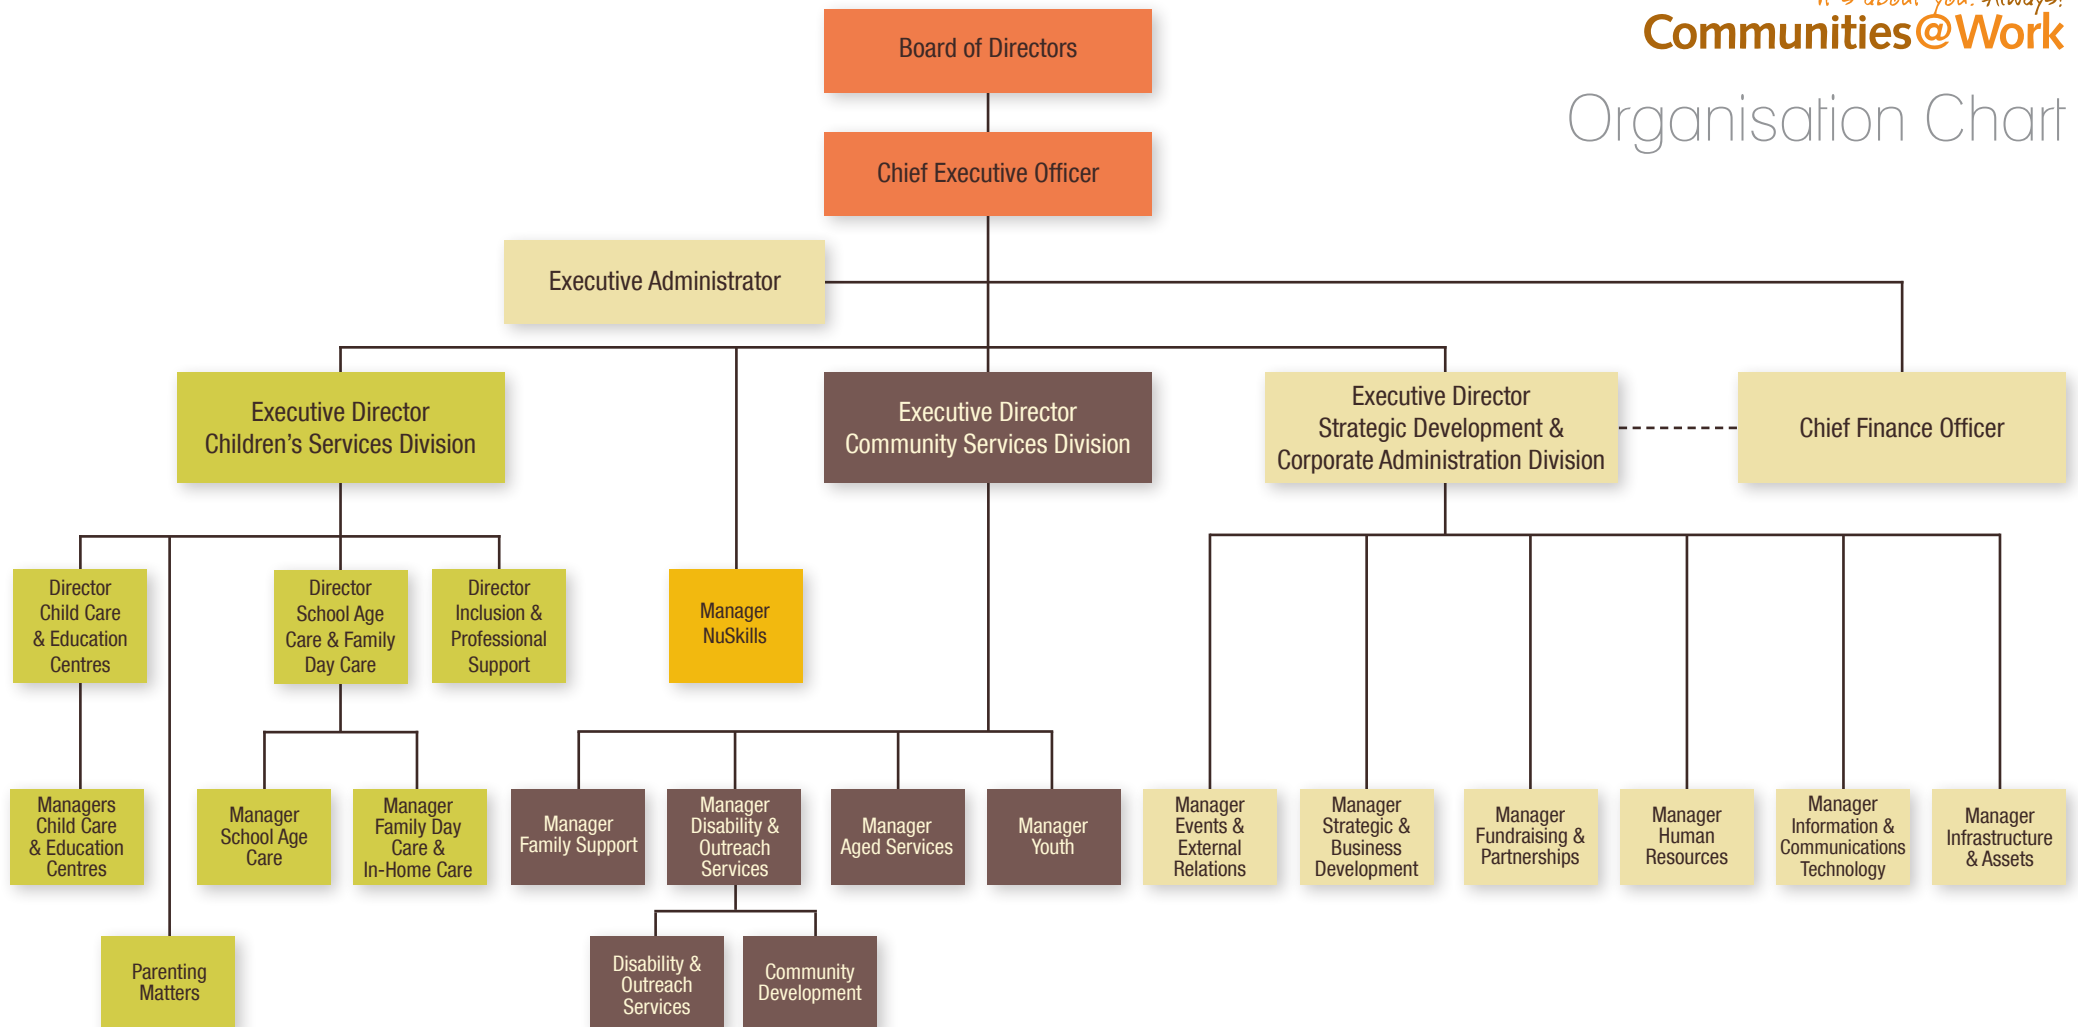 It's about you. Always!
Communities@Work
Organisation Chart
Board of Directors
Chief Executive Officer
Executive Administrator
Executive Director
Children's Services Division
Executive Director
Community Services Division
Executive Director
Strategic Development &
Corporate Administration Division
Chief Finance Officer
Director
Child Care
& Education
Centres
Director
School Age
Care & Family
Day Care
Director
Inclusion &
Professional
Support
Manager
NuSkills
Managers
Child Care
& Education
Centres
Manager
School Age
Care
Manager
Family Day
Care &
In-Home Care
Manager
Family Support
Manager
Disability &
Outreach
Services
Manager
Aged Services
Manager
Youth
Manager
Events &
External
Relations
Manager
Strategic &
Business
Development
Manager
Fundraising &
Partnerships
Manager
Human
Resources
Manager
Information &
Communications
Technology
Manager
Infrastructure
& Assets
Parenting
Matters
Disability &
Outreach
Services
Community
Development